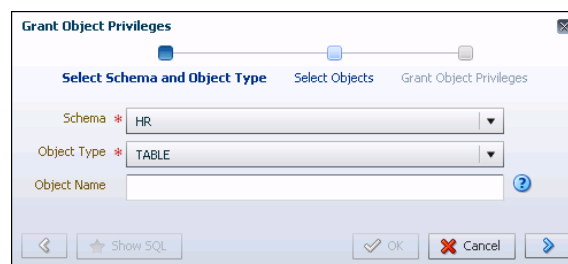 Grant Object Privileges
Select Schema and Object Type Select Objects Grant Object Privileges
Schema * HR
Object Type * TABLE
Object Name ?
Show SQL OK Cancel